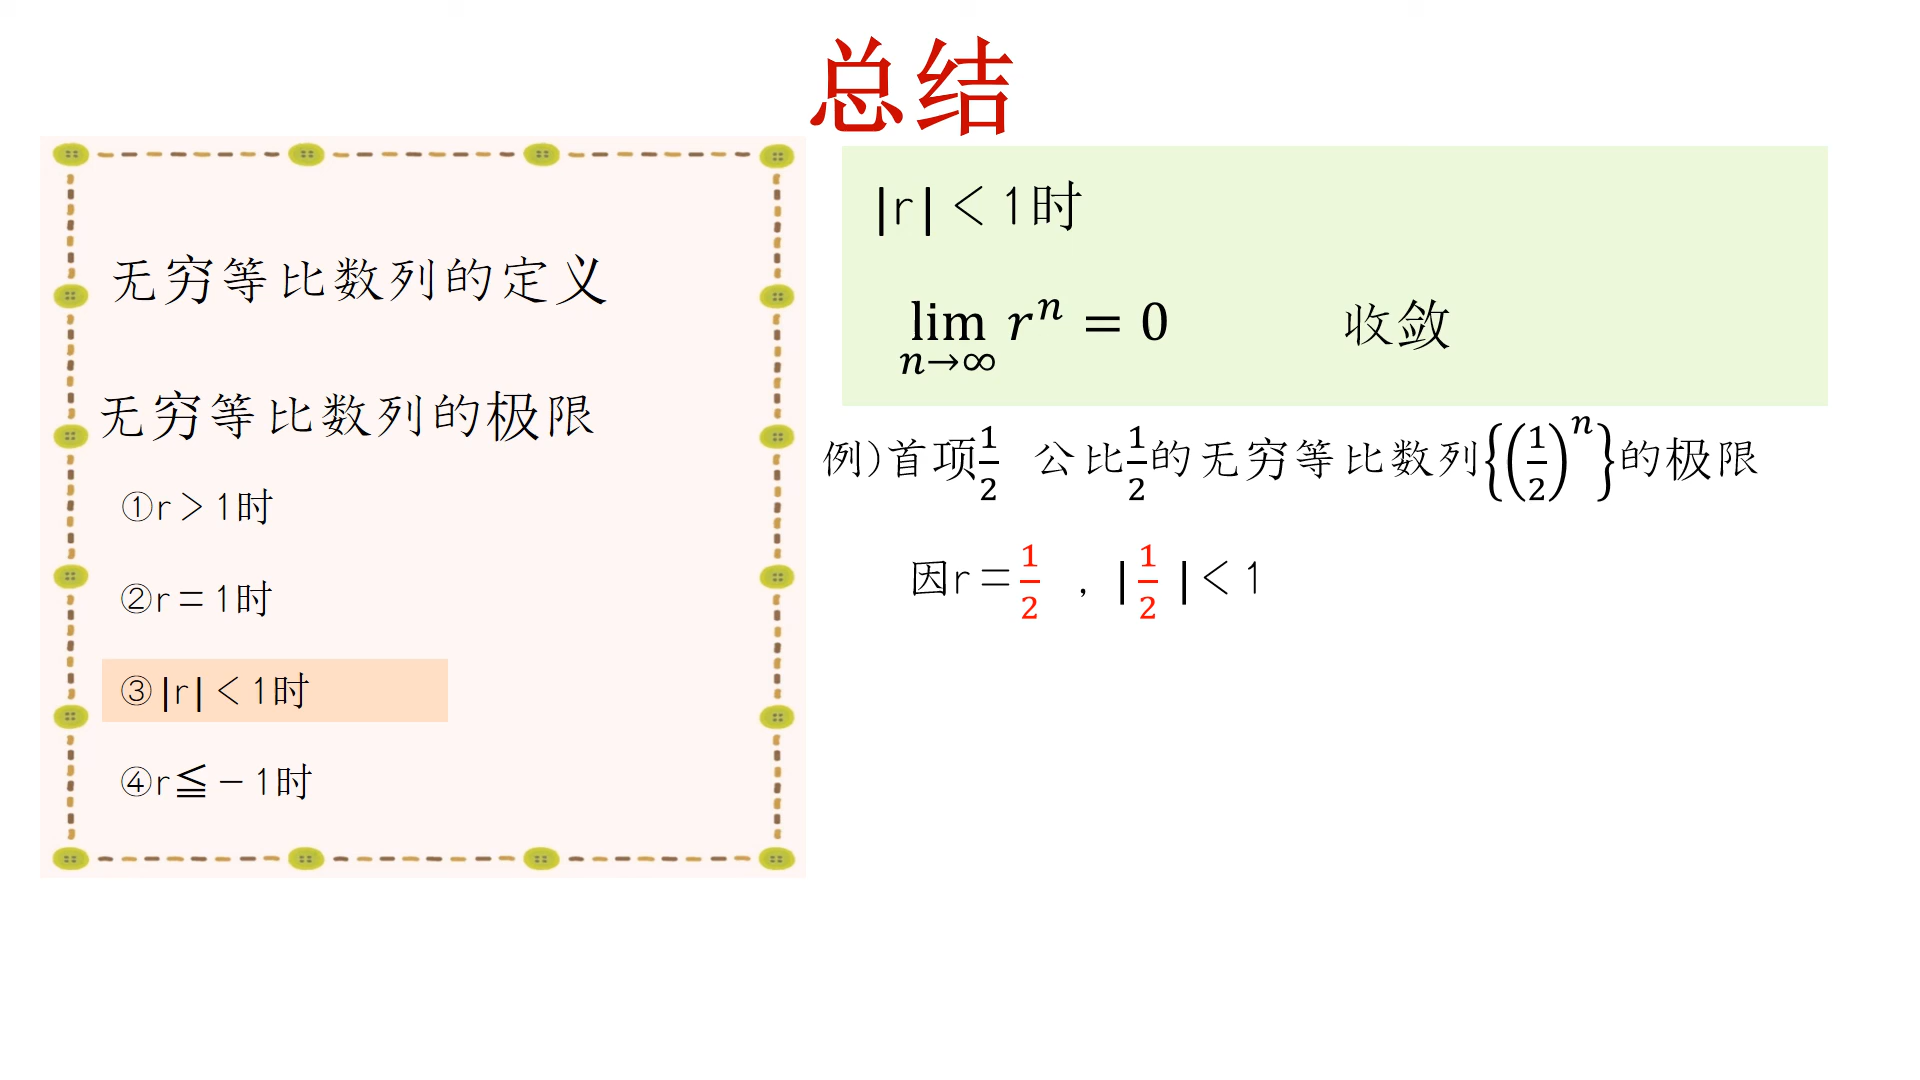 总结
无穷等比数列的定义
无穷等比数列的极限
①r＞1时
②r＝1时
③|r|＜1时
④r≦－1时
|r|＜1时
lim n→∞ r^n = 0 收敛
例)首项1/2 公比1/2的无穷等比数列{(1/2)^n}的极限
因r＝1/2 ，|1/2|＜1